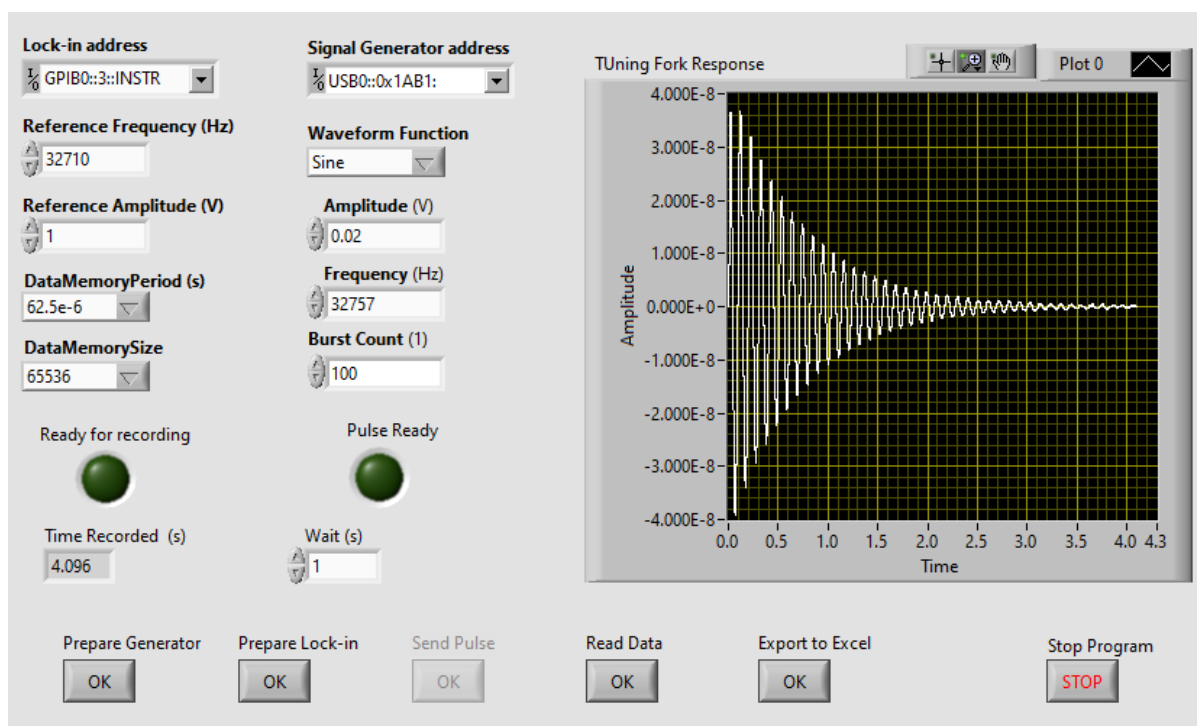 Lock-in address
GPIB0::3::INSTR
Reference Frequency (Hz)
32710
Reference Amplitude (V)
1
DataMemoryPeriod (s)
62.5e-6
DataMemorySize
65536
Ready for recording
Time Recorded (s)
4.096
Signal Generator address
USB0::0x1AB1:
Waveform Function
Sine
Amplitude (V)
0.02
Frequency (Hz)
32757
Burst Count (1)
100
Pulse Ready
Wait (s)
1
TUning Fork Response
Plot 0
Amplitude
4.000E-8
3.000E-8
2.000E-8
1.000E-8
0.000E+0
-1.000E-8
-2.000E-8
-3.000E-8
-4.000E-8
0.0 0.5 1.0 1.5 2.0 2.5 3.0 3.5 4.0 4.3
Time
Prepare Generator
OK
Prepare Lock-in
OK
Send Pulse
OK
Read Data
OK
Export to Excel
OK
Stop Program
STOP